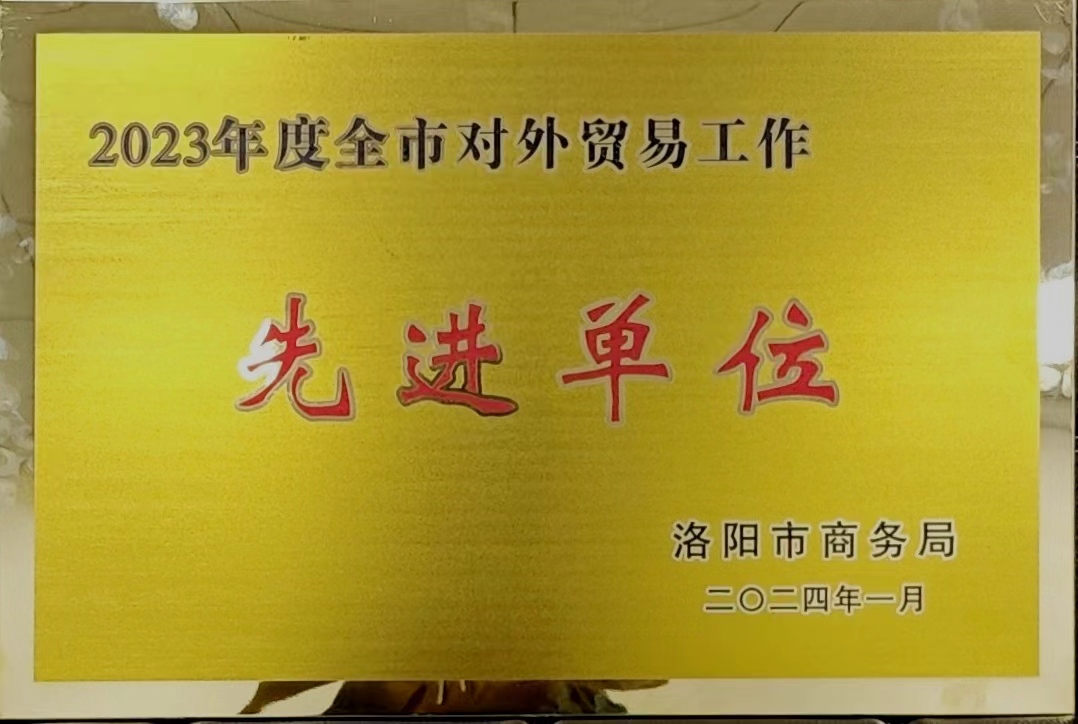 2023年度全市对外贸易工作
先进单位
洛阳市商务局
二〇二四年一月